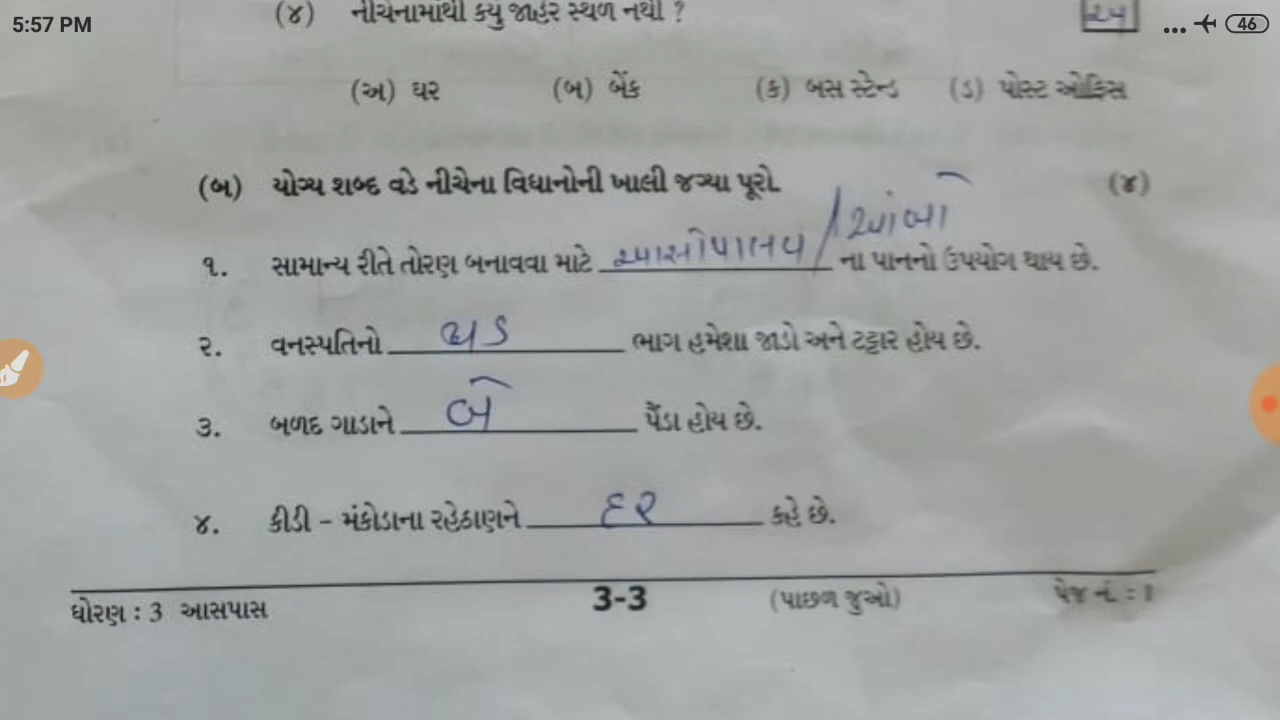 5:57 PM
... 46
(૪) નીચેનામાંથી કયું જાહેર સ્થળ નથી ?
(અ) ઘર (બ) બેંક (ક) બસ સ્ટેન્ડ (ડ) પોસ્ટ ઓફિસ
(બ) યોગ્ય શબ્દ વડે નીચેના વિધાનોની ખાલી જગ્યા પૂરો. (૪)
૧. સામાન્ય રીતે તોરણ બનાવવા માટે આસોપાલવ / આંબો ના પાનનો ઉપયોગ થાય છે.
૨. વનસ્પતિનો થડ ભાગ હમેશા જાડો અને ટટ્ટાર હોય છે.
૩. બળદ ગાડાને બે પૈંડા હોય છે.
૪. કીડી - મંકોડાના રહેઠાણને દર કહે છે.
ધોરણ : 3 આસપાસ 3-3 (પાછળ જુઓ) પેજ નં. : 1